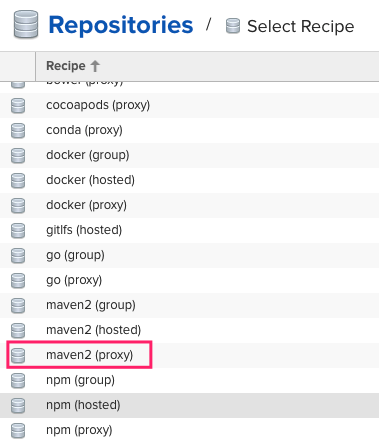 Repositories / Select Recipe
Recipe
bower (proxy)
cocoapods (proxy)
conda (proxy)
docker (group)
docker (hosted)
docker (proxy)
gitlfs (hosted)
go (group)
go (proxy)
maven2 (group)
maven2 (hosted)
maven2 (proxy)
npm (group)
npm (hosted)
npm (proxy)